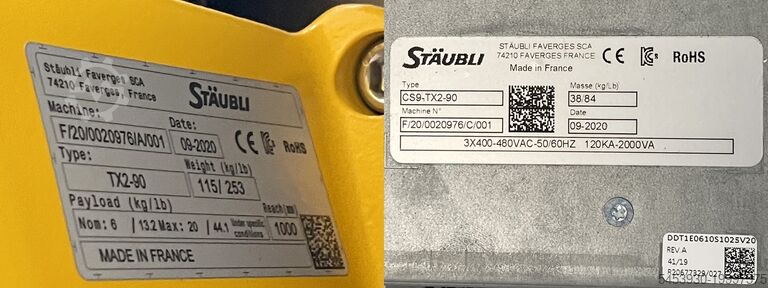 Stäubli Faverges SCA
74210 Faverges, France
STÄUBLI
Machine:
Date:
F/20/0020976/A/001
09-2020
CE
RoHS
Type:
Weight (kg/lb)
TX2-90
115/ 253
Payload (kg/lb)
Reach(mm)
Nom: 6 / 13.2 Max: 20 / 44.1
Under specific
conditions
1000
MADE IN FRANCE
STÄUBLI
STÄUBLI FAVERGES SCA
74210 FAVERGES FRANCE
CE
RoHS
Made in France
Type
Masse (kg/Lb)
CS9-TX2-90
38/84
Machine N°
Date
F/20/0020976/C/001
09-2020
3X400-480VAC-50/60HZ 120KA-2000VA
DDT1E0610S1025V20
REV.A
41/19